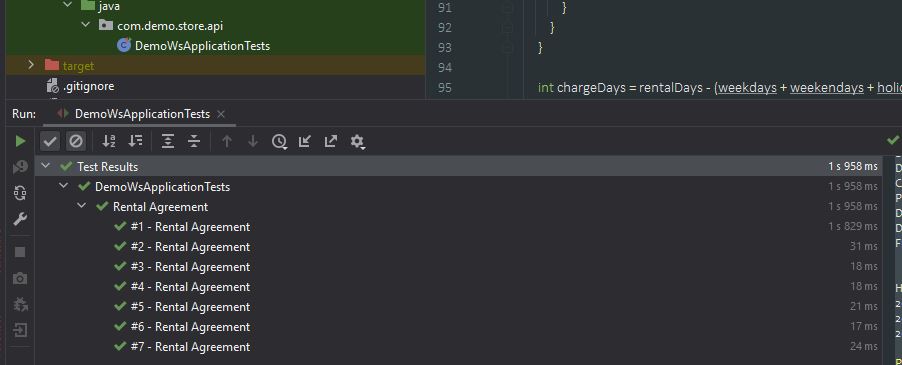 java
com.demo.store.api
DemoWsApplicationTests
target
.gitignore
91 }
92 }
93 }
94
95 int chargeDays = rentalDays - (weekdays + weekendays + holi
Run: DemoWsApplicationTests
Test Results 1 s 958 ms
DemoWsApplicationTests 1 s 958 ms
Rental Agreement 1 s 958 ms
#1 - Rental Agreement 1 s 829 ms
#2 - Rental Agreement 31 ms
#3 - Rental Agreement 18 ms
#4 - Rental Agreement 18 ms
#5 - Rental Agreement 21 ms
#6 - Rental Agreement 17 ms
#7 - Rental Agreement 24 ms
D
C
P
D
D
F
H
2
2
2
P